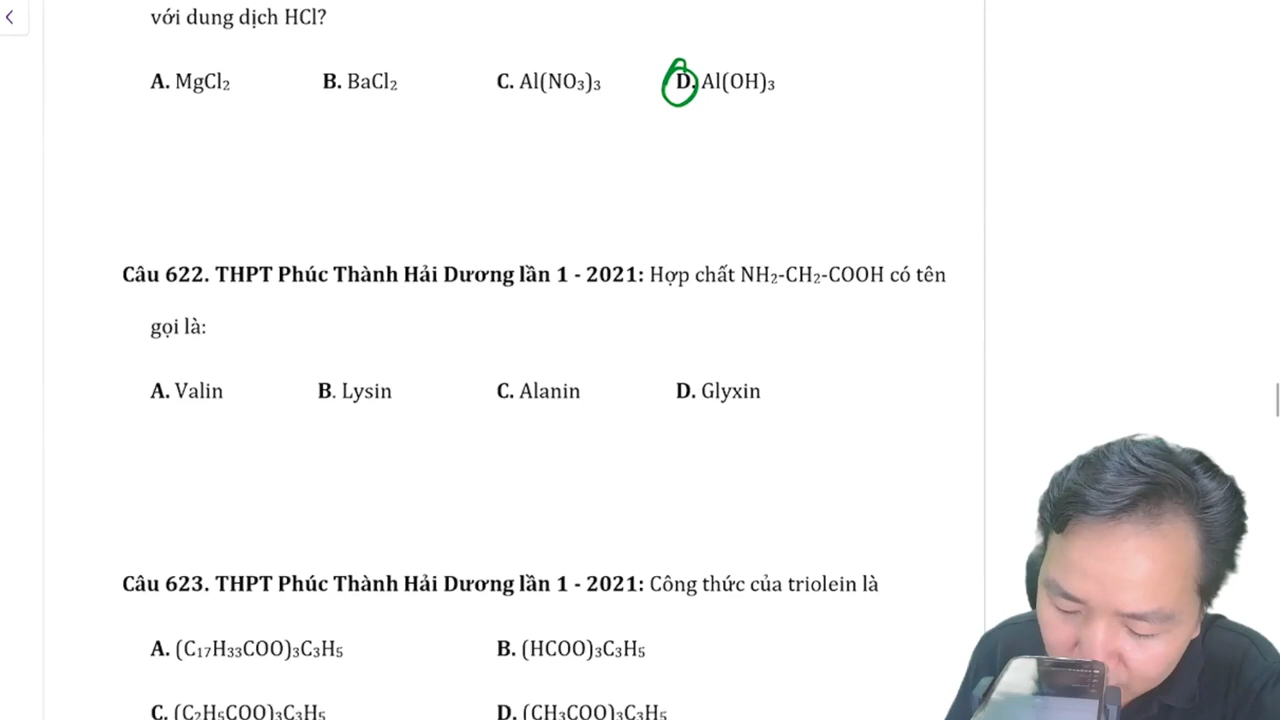 với dung dịch HCl?
A. MgCl₂ B. BaCl₂ C. Al(NO₃)₃ D. Al(OH)₃
Câu 622. THPT Phúc Thành Hải Dương lần 1 - 2021: Hợp chất NH₂-CH₂-COOH có tên
gọi là:
A. Valin B. Lysin C. Alanin D. Glyxin
Câu 623. THPT Phúc Thành Hải Dương lần 1 - 2021: Công thức của triolein là
A. (C₁₇H₃₃COO)₃C₃H₅ B. (HCOO)₃C₃H₅
C. (C₂H₅COO)₃C₃H₅ D. (CH₃COO)₃C₃H₅